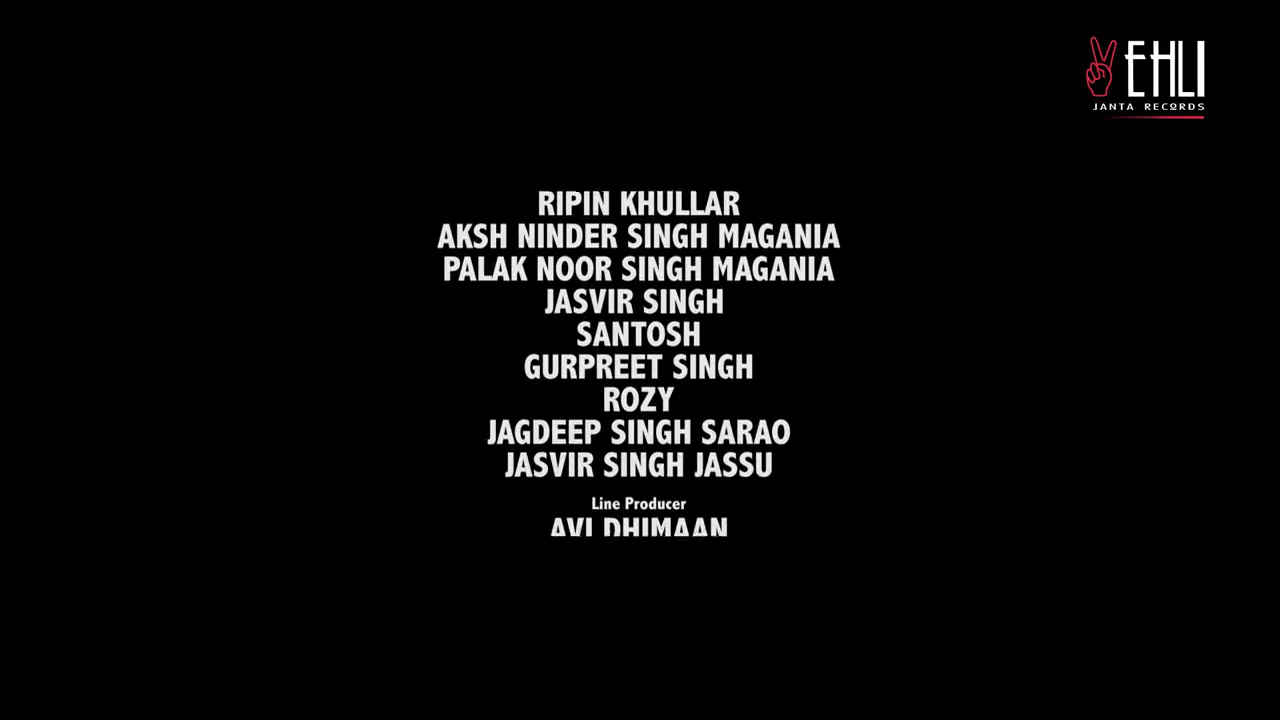 EHLI
JANTA RECORDS
RIPIN KHULLAR
AKSH NINDER SINGH MAGANIA
PALAK NOOR SINGH MAGANIA
JASVIR SINGH
SANTOSH
GURPREET SINGH
ROZY
JAGDEEP SINGH SARAO
JASVIR SINGH JASSU
Line Producer
AVI DHIMAAN